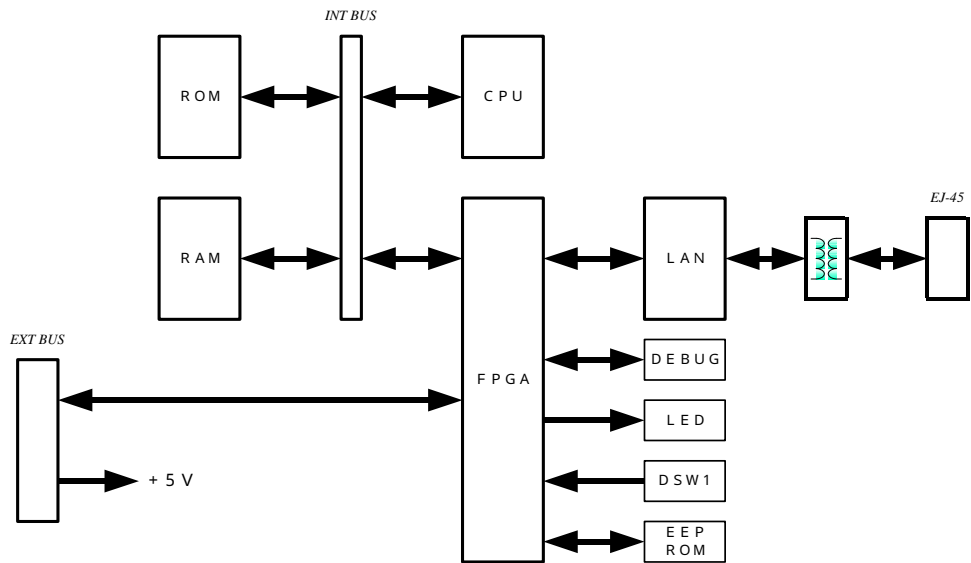 INT BUS
ROM
CPU
EJ-45
RAM
LAN
EXT BUS
DEBUG
FPGA
LED
+5V
DSW1
EEP
ROM